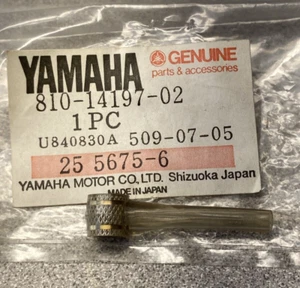 YAMAHA GENUINE
parts & accessories
810-14197-02
1 PC
U840830A 509-07-05
25 5675-6
YAMAHA MOTOR CO., LTD. Shizuoka Japan
MADE IN JAPAN